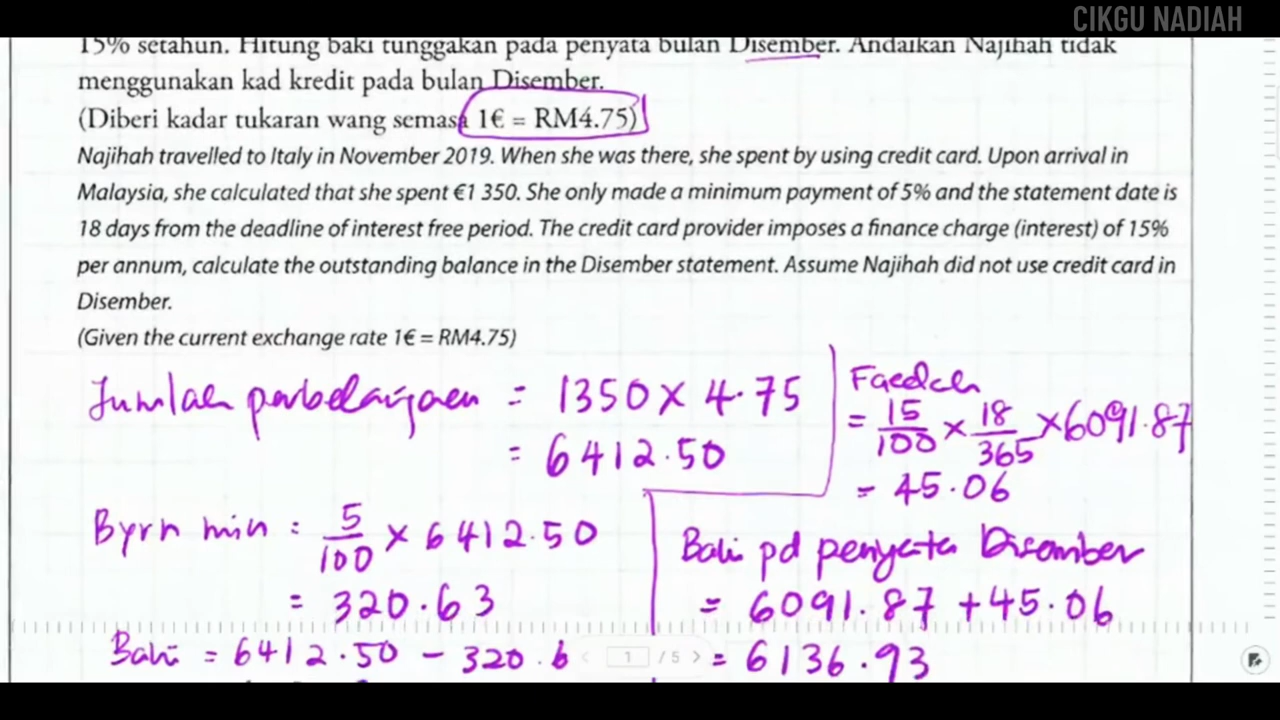 CIKGU NADIAH
15% setahun. Hitung baki tunggakan pada penyata bulan Disember. Andaikan Najihah tidak
menggunakan kad kredit pada bulan Disember.
(Diberi kadar tukaran wang semasa 1€ = RM4.75)
Najihah travelled to Italy in November 2019. When she was there, she spent by using credit card. Upon arrival in
Malaysia, she calculated that she spent €1 350. She only made a minimum payment of 5% and the statement date is
18 days from the deadline of interest free period. The credit card provider imposes a finance charge (interest) of 15%
per annum, calculate the outstanding balance in the Disember statement. Assume Najihah did not use credit card in
Disember.
(Given the current exchange rate 1€ = RM4.75)
Jumlah perbelanjaan = 1350 × 4.75
= 6412.50
Byrn min = 5/100 × 6412.50
= 320.63
Baki = 6412.50 – 320.6
Faedah
= 15/100 × 18/365 × 6091.87
= 45.06
Baki pd penyata Disember
= 6091.87 + 45.06
= 6136.93
1 / 5